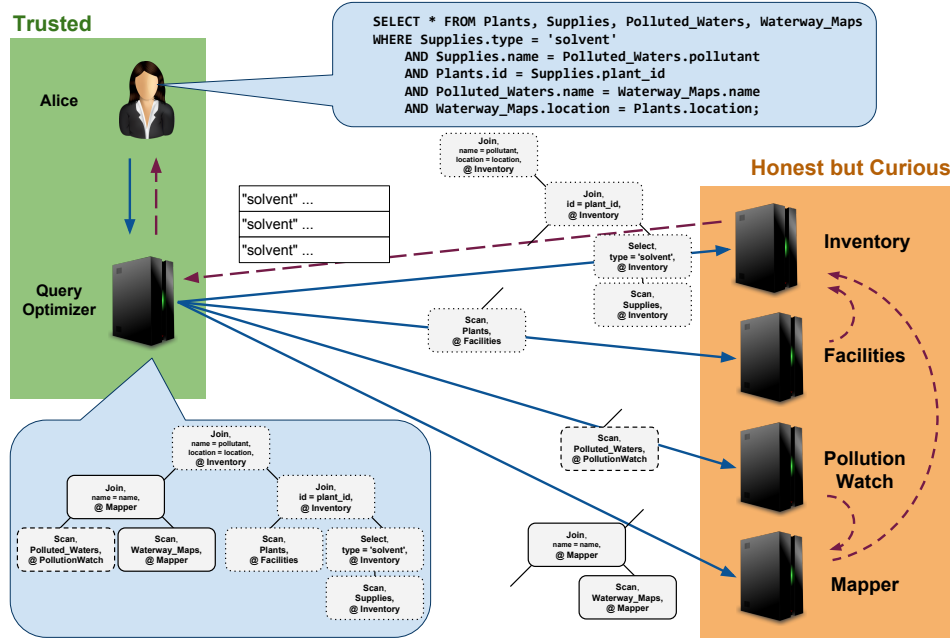 SELECT * FROM Plants, Supplies, Polluted_Waters, Waterway_Maps
WHERE Supplies.type = 'solvent'
AND Supplies.name = Polluted_Waters.pollutant
AND Plants.id = Supplies.plant_id
AND Polluted_Waters.name = Waterway_Maps.name
AND Waterway_Maps.location = Plants.location;
Trusted
Alice
Query
Optimizer
"solvent" ...
"solvent" ...
"solvent" ...
Join,
name = pollutant,
location = location,
@ Inventory
Join,
id = plant_id,
@ Inventory
Select,
type = 'solvent',
@ Inventory
Scan,
Supplies,
@ Inventory
Scan,
Plants,
@ Facilities
Scan,
Polluted_Waters,
@ PollutionWatch
Join,
name = name,
@ Mapper
Scan,
Waterway_Maps,
@ Mapper
Honest but Curious
Inventory
Facilities
Pollution
Watch
Mapper
Join,
name = pollutant,
location = location,
@ Inventory
Join,
name = name,
@ Mapper
Join,
id = plant_id,
@ Inventory
Scan,
Polluted_Waters,
@ PollutionWatch
Scan,
Waterway_Maps,
@ Mapper
Scan,
Plants,
@ Facilities
Select,
type = 'solvent',
@ Inventory
Scan,
Supplies,
@ Inventory